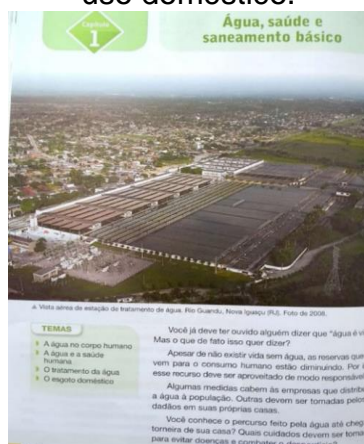 uso doméstico.
Capítulo
1
Água, saúde e
saneamento básico
Vista aérea de estação de tratamento de água. Rio Guandu, Nova Iguaçu (RJ). Foto de 2008.
TEMAS
A água no corpo humano
A água e a saúde
humana
O tratamento da água
O esgoto doméstico
Você já deve ter ouvido alguém dizer que "água é vi
Mas o que de fato isso quer dizer?
Apesar de não existir vida sem água, as reservas que
vem para o consumo humano estão diminuindo. Por i
esse recurso deve ser aproveitado de modo responsável
Algumas medidas cabem às empresas que distrib
a água à população. Outras devem ser tomadas pelos
dadãos em suas próprias casas.
Você conhece o percurso feito pela água até chega
torneira de sua casa? Quais cuidados devem ser toma
para evitar doenças e combater o